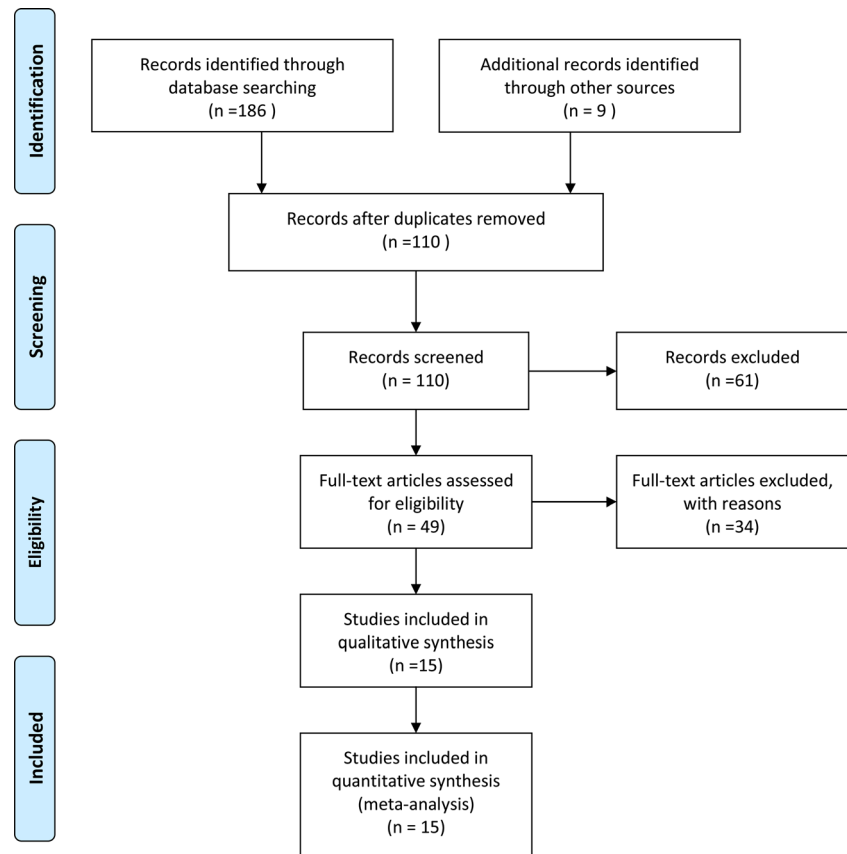 Identification
Records identified through
database searching
(n =186 )
Additional records identified
through other sources
(n = 9 )
Records after duplicates removed
(n =110 )
Screening
Records screened
(n = 110)
Records excluded
(n =61)
Eligibility
Full-text articles assessed
for eligibility
(n = 49)
Full-text articles excluded,
with reasons
(n =34)
Studies included in
qualitative synthesis
(n =15)
Included
Studies included in
quantitative synthesis
(meta-analysis)
(n = 15)